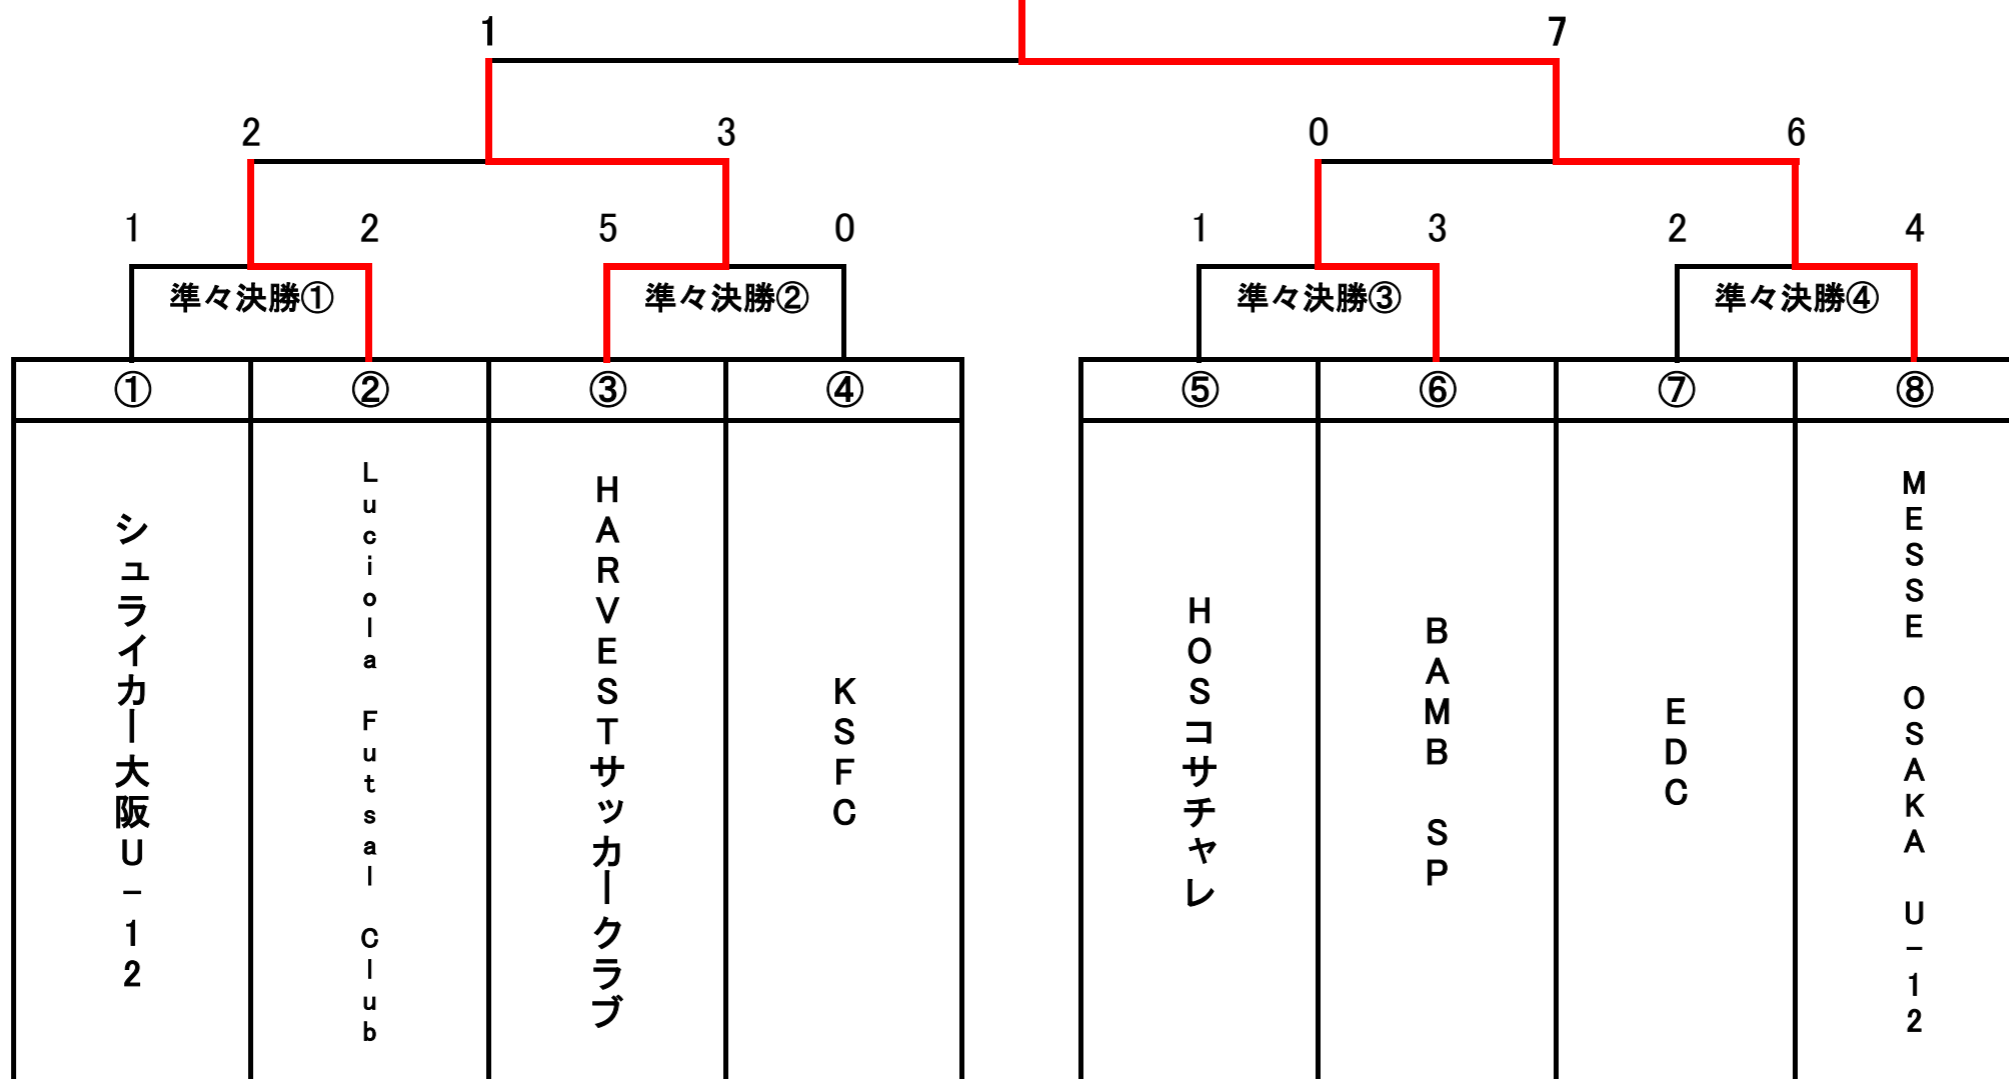 1 7
2 3 0 6
1 2 5 0 1 3 2 4
準々決勝① 準々決勝② 準々決勝③ 準々決勝④
① ② ③ ④ ⑤ ⑥ ⑦ ⑧
シュライカー大阪U-12
Luciola Futsal Club
HARVESTサッカークラブ
KSFC
HOSコサチャレ
BAMB SP
EDC
MESSE OSAKA U-12